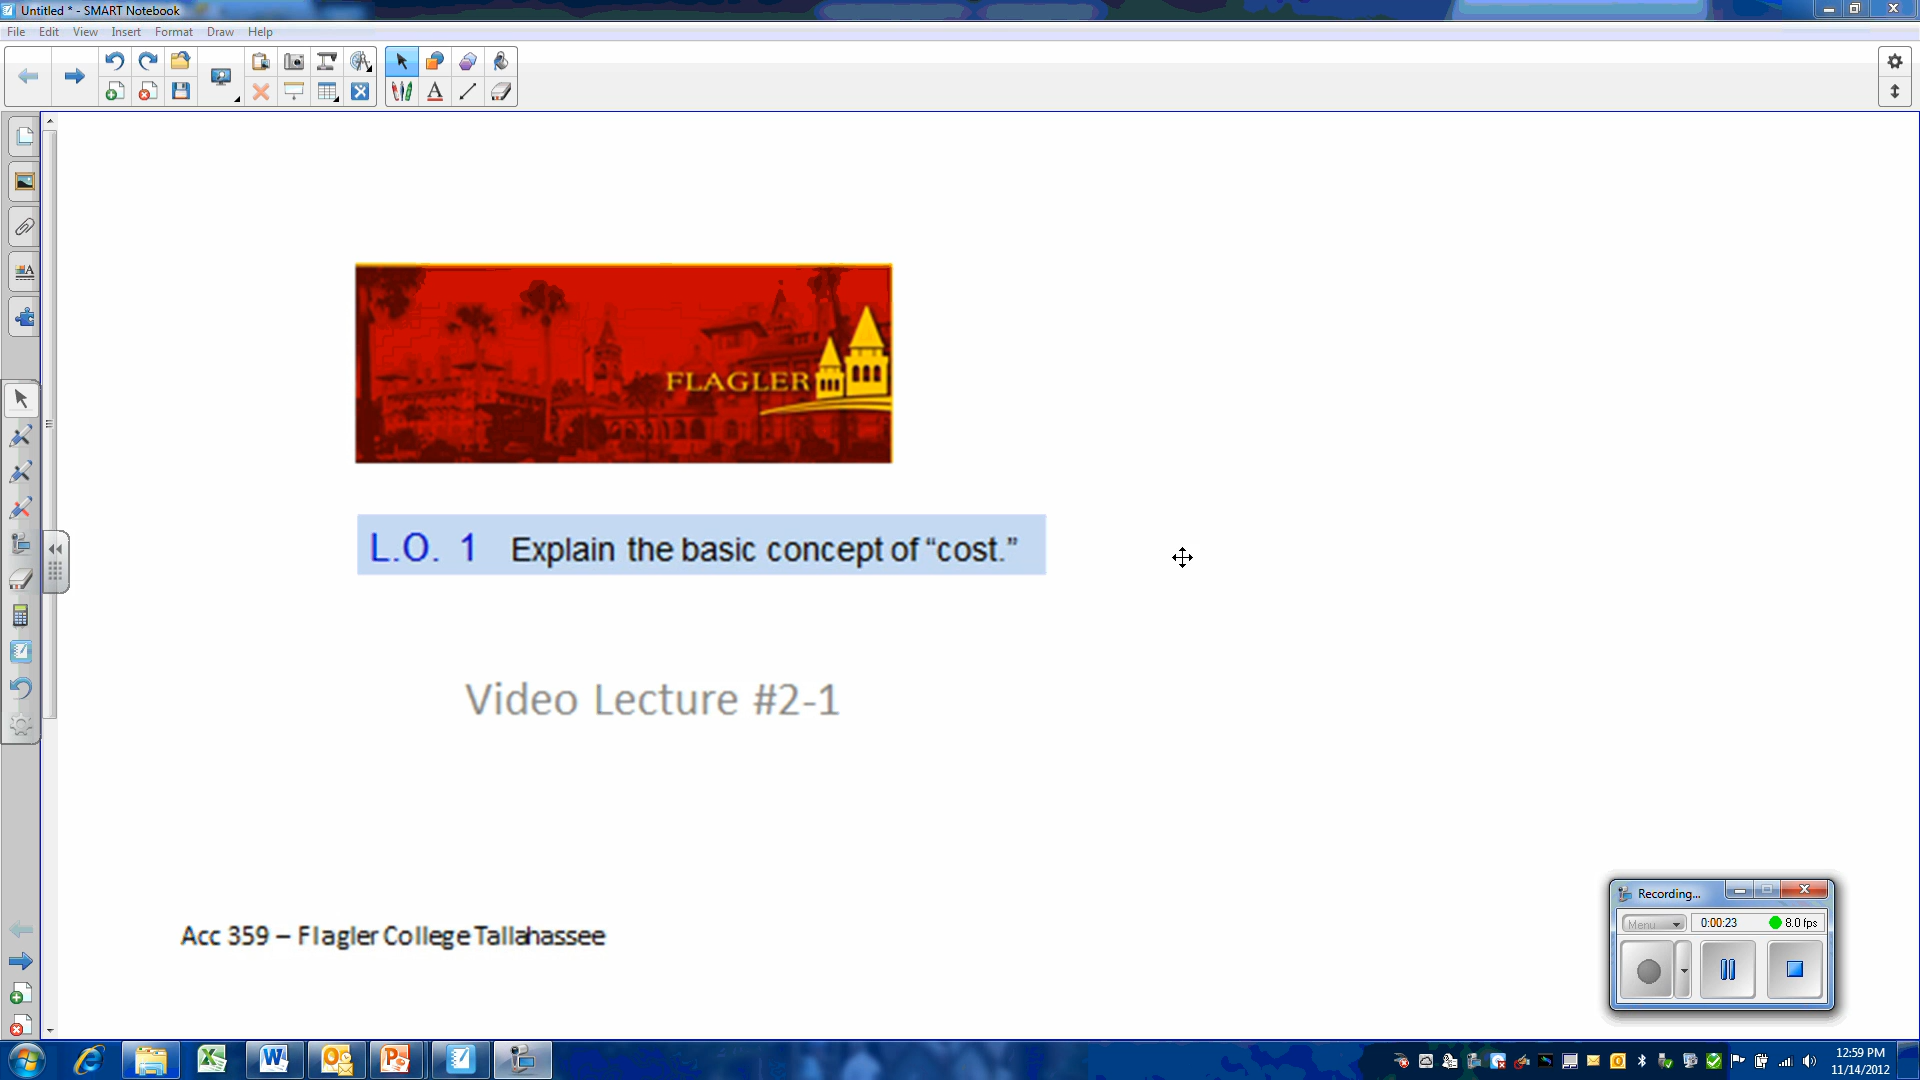 Untitled * - SMART Notebook
File Edit View Insert Format Draw Help
FLAGLER
L.O. 1 Explain the basic concept of “cost.”
Video Lecture #2-1
Acc 359 – Flagler College Tallahassee
Recording...
Menu 0:00:23 8.0 fps
12:59 PM
11/14/2012